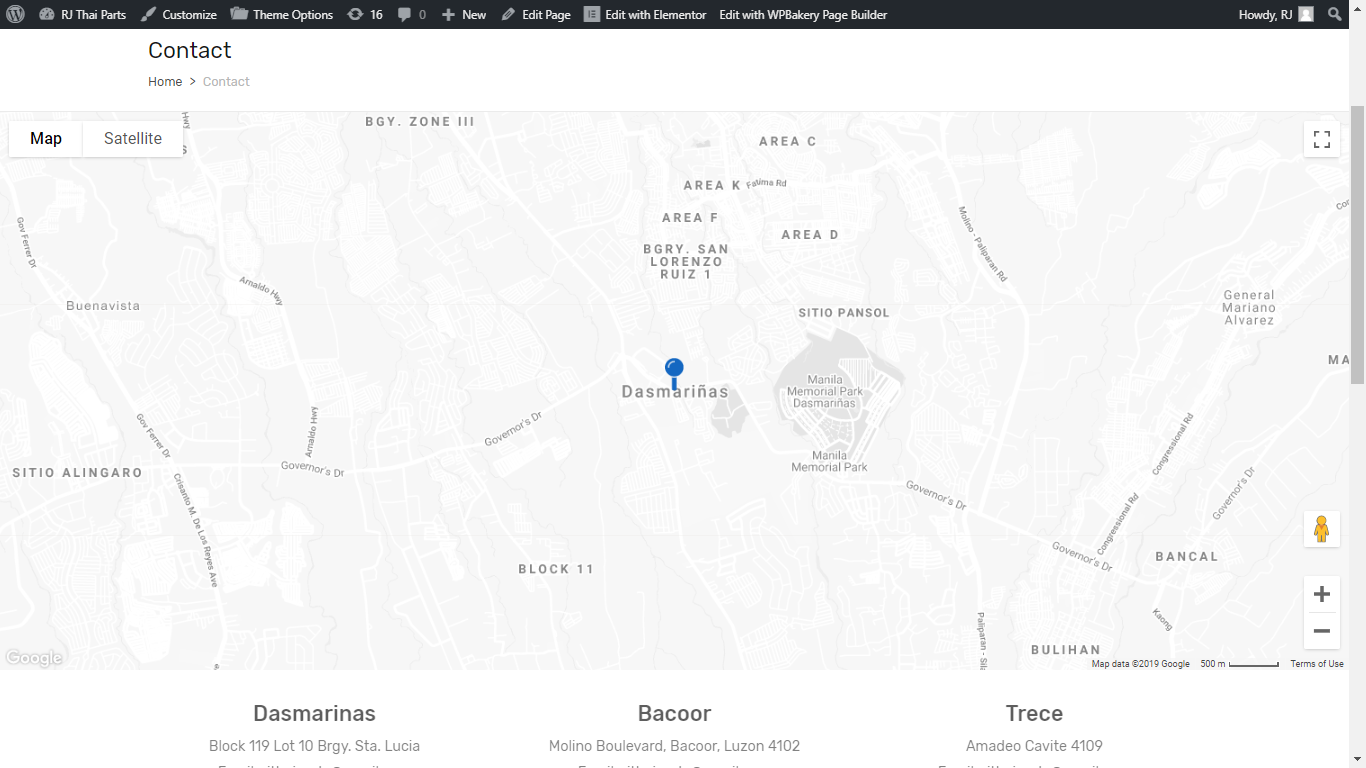 RJ Thai Parts Customize Theme Options 16 0 New Edit Page Edit with Elementor Edit with WPBakery Page Builder Howdy, RJ
Contact
Home > Contact
Map Satellite
BGY. ZONE III
AREA C
AREA K
Fatima Rd
AREA F
AREA D
BGRY. SAN
LORENZO
RUIZ 1
Molino - Paliparan Rd
Gov Ferrer Dr
Arnaldo Hwy
Buenavista
General
Mariano
Alvarez
SITIO PANSOL
Dasmariñas
Manila
Memorial Park
Dasmariñas
Manila
Memorial Park
Gov Ferrer Dr
Arnaldo Hwy
Governor's Dr
Congressional Rd
SITIO ALINGARO
Governor's Dr
Crisanto M. De Los Reyes Ave
Governor's Dr
Governor's Dr
Congressional Rd
Governor's Dr
BANCAL
BLOCK 11
Kaong
BULIHAN
Google
Map data ©2019 Google 500 m Terms of Use
Dasmarinas Bacoor Trece
Block 119 Lot 10 Brgy. Sta. Lucia Molino Boulevard, Bacoor, Luzon 4102 Amadeo Cavite 4109